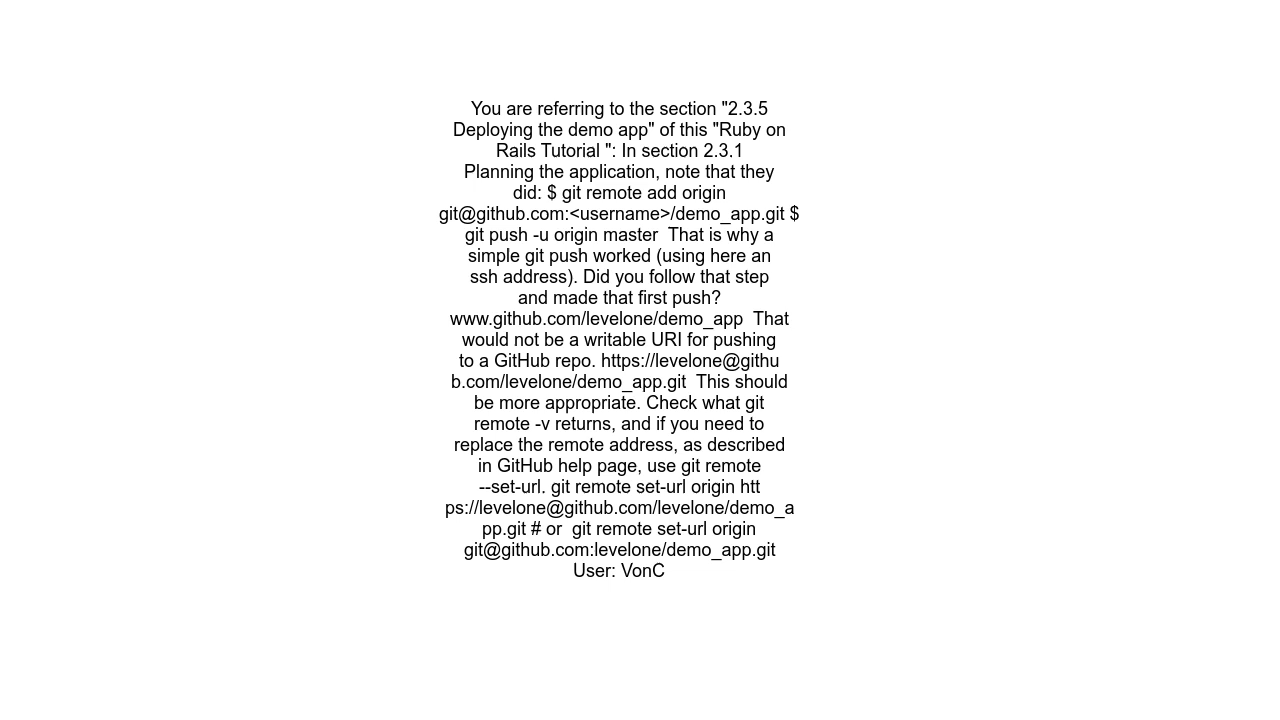 You are referring to the section "2.3.5
Deploying the demo app" of this "Ruby on
Rails Tutorial ": In section 2.3.1
Planning the application, note that they
did: $ git remote add origin
git@github.com:<username>/demo_app.git $
git push -u origin master  That is why a
simple git push worked (using here an
ssh address). Did you follow that step
and made that first push?
www.github.com/levelone/demo_app  That
would not be a writable URI for pushing
to a GitHub repo. https://levelone@githu
b.com/levelone/demo_app.git  This should
be more appropriate. Check what git
remote -v returns, and if you need to
replace the remote address, as described
in GitHub help page, use git remote
--set-url. git remote set-url origin htt
ps://levelone@github.com/levelone/demo_a
pp.git # or  git remote set-url origin
git@github.com:levelone/demo_app.git
User: VonC